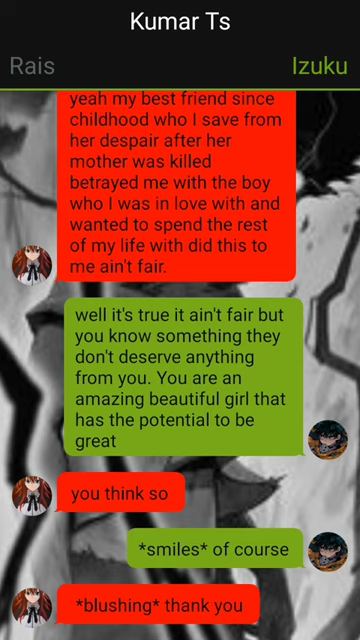 Kumar Ts
Rais
Izuku
yeah my best friend since
childhood who I save from
her despair after her
mother was killed
betrayed me with the boy
who I was in love with and
wanted to spend the rest
of my life with did this to
me ain't fair.
well it's true it ain't fair but
you know something they
don't deserve anything
from you. You are an
amazing beautiful girl that
has the potential to be
great
you think so
*smiles* of course
*blushing* thank you